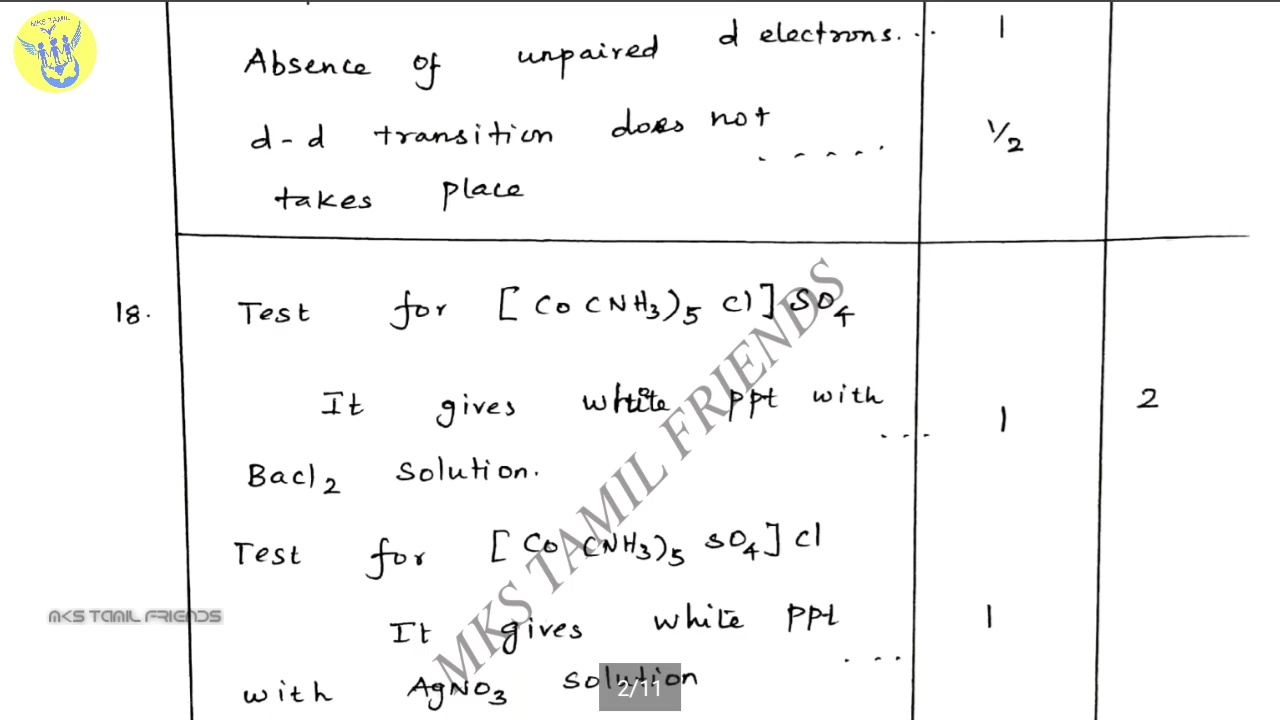 MKS TAMIL
Absence of unpaired d electrons... 1
d-d transition does not ..... 1/2
takes place
18. Test for [Co(NH3)5 Cl] SO4
It gives white ppt with ... 1 2
BaCl2 solution.
Test for [Co(NH3)5 SO4] Cl
MKS TAMIL FRIENDS
It gives white ppt ... 1
with AgNO3 solution
2/11
MKS TAMIL FRIENDS